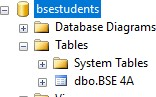 bsestudents
Database Diagrams
Tables
System Tables
dbo.BSE 4A